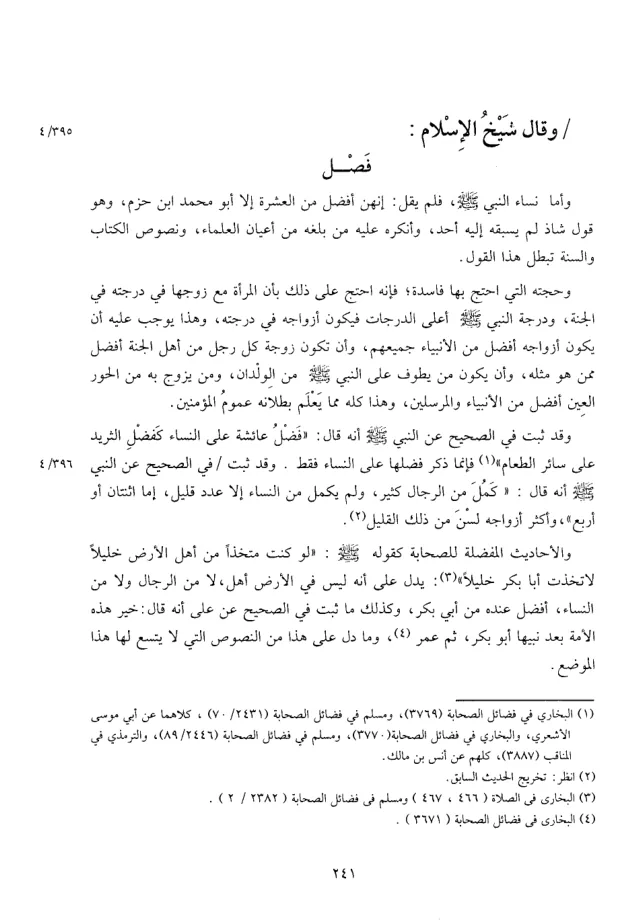 / وقال شَيْخُ الإِسْلام :
٤/٣٩٥
فَصْــل
وأما نساء النبي ﷺ، فلم يقل: إنهن أفضل من العشرة إلا أبو محمد ابن حزم، وهو
قول شاذ لم يسبقه إليه أحد، وأنكره عليه من بلغه من أعيان العلماء، ونصوص الكتاب
والسنة تبطل هذا القول.
وحجته التي احتج بها فاسدة؛ فإنه احتج على ذلك بأن المرأة مع زوجها في درجته في
الجنة، ودرجة النبي ﷺ أعلى الدرجات فيكون أزواجه في درجته، وهذا يوجب عليه أن
يكون أزواجه أفضل من الأنبياء جميعهم، وأن تكون زوجة كل رجل من أهل الجنة أفضل
ممن هو مثله، وأن يكون من يطوف على النبي ﷺ من الوِلْدان، ومن يزوج به من الحور
العِين أفضل من الأنبياء والمرسلين، وهذا كله مما يَعْلَم بطلانه عمومُ المؤمنين.
وقد ثبت في الصحيح عن النبي ﷺ أنه قال: «فَضْلُ عائشة على النساء كَفَضْلِ الثريد
على سائر الطعام»(١) فإنما ذكر فضلها على النساء فقط . وقد ثبت / في الصحيح عن النبي
٤/٣٩٦
ﷺ أنه قال : « كَمُلَ من الرجال كثير، ولم يكمل من النساء إلا عدد قليل، إما اثنتان أو
أربع»، وأكثر أزواجه لسْنَ من ذلك القليل(٢).
والأحاديث المفضلة للصحابة كقوله ﷺ : «لو كنت متخذاً من أهل الأرض خليلاً
لاتخذت أبا بكر خليلاً»(٣): يدل على أنه ليس في الأرض أهل، لا من الرجال ولا من
النساء، أفضل عنده من أبي بكر، وكذلك ما ثبت في الصحيح عن على أنه قال: خير هذه
الأمة بعد نبيها أبو بكر، ثم عمر (٤)، وما دل على هذا من النصوص التي لا يتسع لها هذا
الموضع .
(١) البخاري في فضائل الصحابة (٣٧٦٩)، ومسلم في فضائل الصحابة (٧٠/٢٤٣١) ، كلاهما عن أبي موسى
الأشعري، والبخاري في فضائل الصحابة(٣٧٧٠)، ومسلم في فضائل الصحابة (٨٩/٢٤٤٦)، والترمذي في
المناقب (٣٨٨٧)، كلهم عن أنس بن مالك.
(٢) انظر: تخريج الحديث السابق.
(٣) البخارى فى الصلاة ( ٤٦٦ ، ٤٦٧ ) ومسلم فى فضائل الصحابة ( ٢٣٨٢ / ٢ ) .
(٤) البخارى فى فضائل الصحابة ( ٣٦٧١ ) .
٢٤١